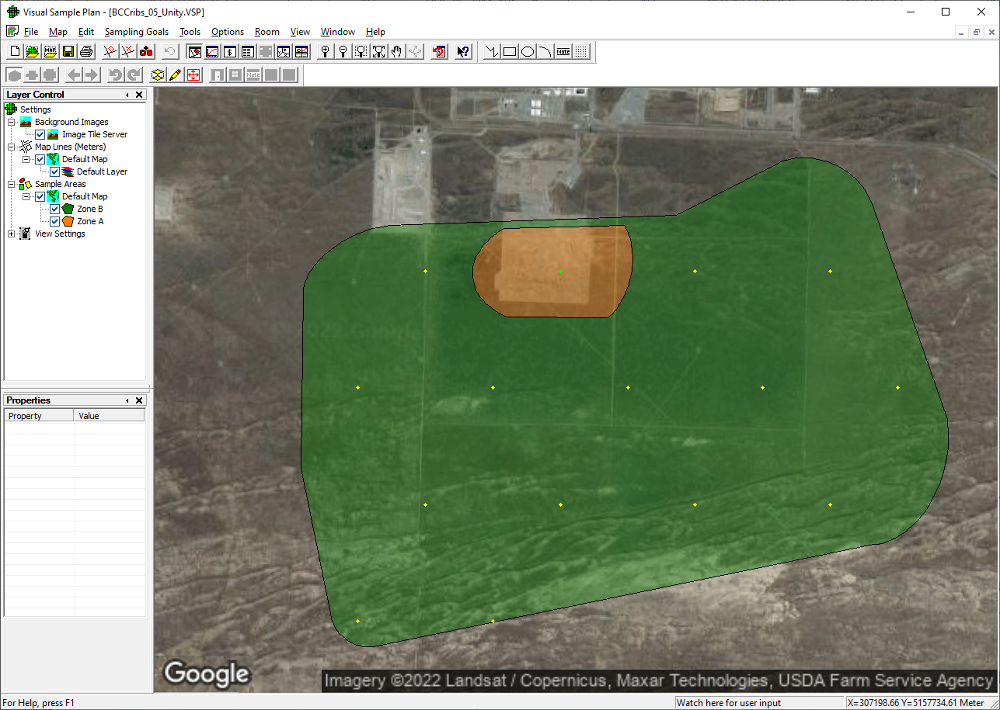 Visual Sample Plan - [BCCribs_05_Unity.VSP]
File Map Edit Sampling Goals Tools Options Room View Window Help
MAP
Note
Note
Layer Control
Settings
Background Images
Image Tile Server
Map Lines (Meters)
Default Map
Default Layer
Sample Areas
Default Map
Zone B
Zone A
View Settings
Properties
Property Value
Google
Imagery ©2022 Landsat / Copernicus, Maxar Technologies, USDA Farm Service Agency
For Help, press F1
Watch here for user input
X=307198.66 Y=5157734.61 Meter